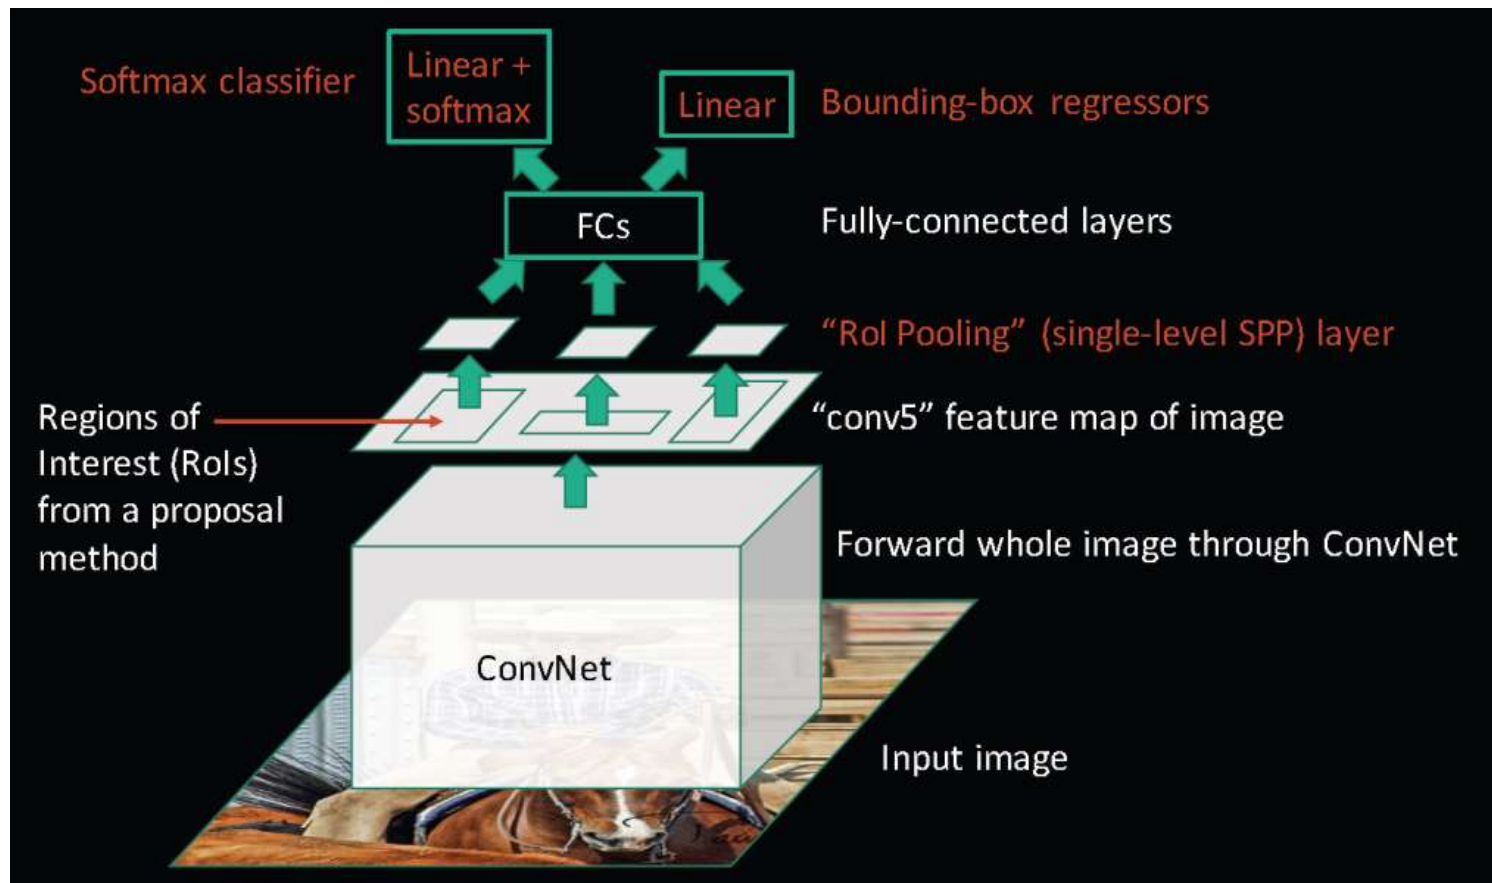 Softmax classifier
Linear +
softmax
Linear
Bounding-box regressors
FCs
Fully-connected layers
“RoI Pooling” (single-level SPP) layer
Regions of
Interest (RoIs)
from a proposal
method
“conv5” feature map of image
Forward whole image through ConvNet
ConvNet
Input image